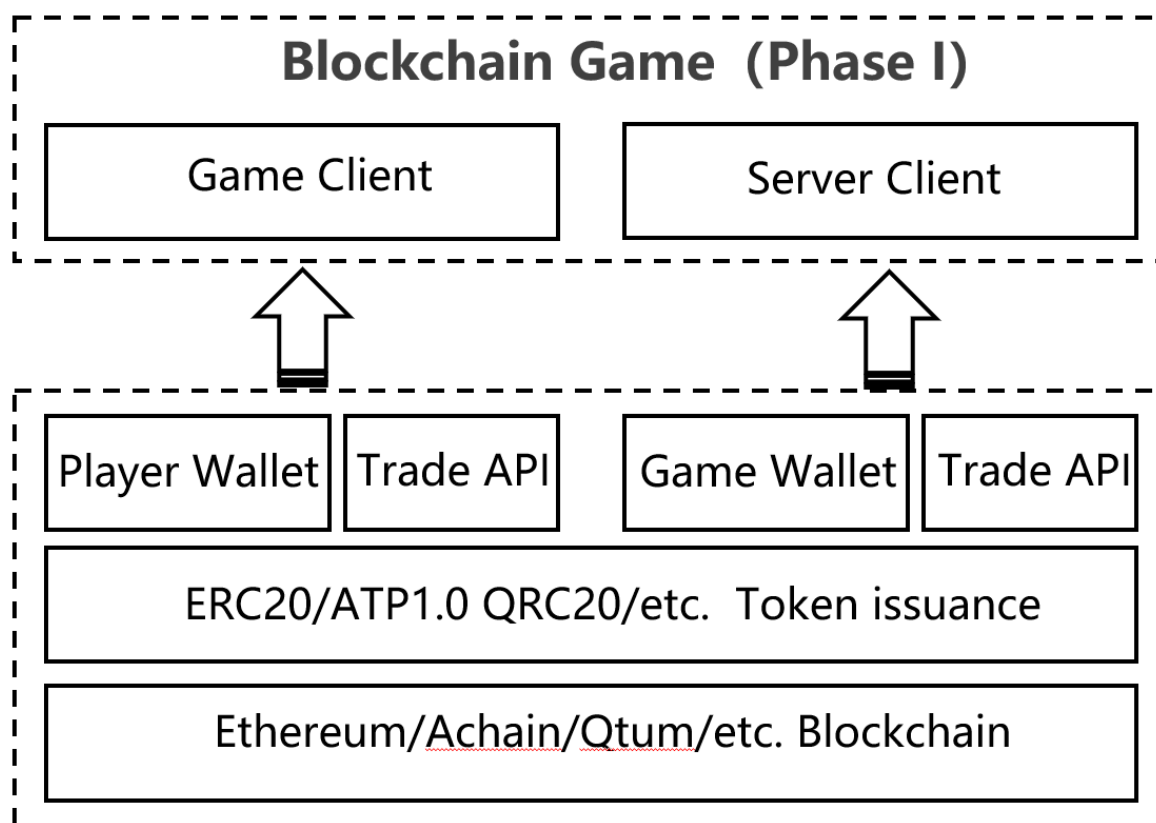 Blockchain Game (Phase I)
Game Client
Server Client
Player Wallet
Trade API
Game Wallet
Trade API
ERC20/ATP1.0 QRC20/etc. Token issuance
Ethereum/Achain/Qtum/etc. Blockchain